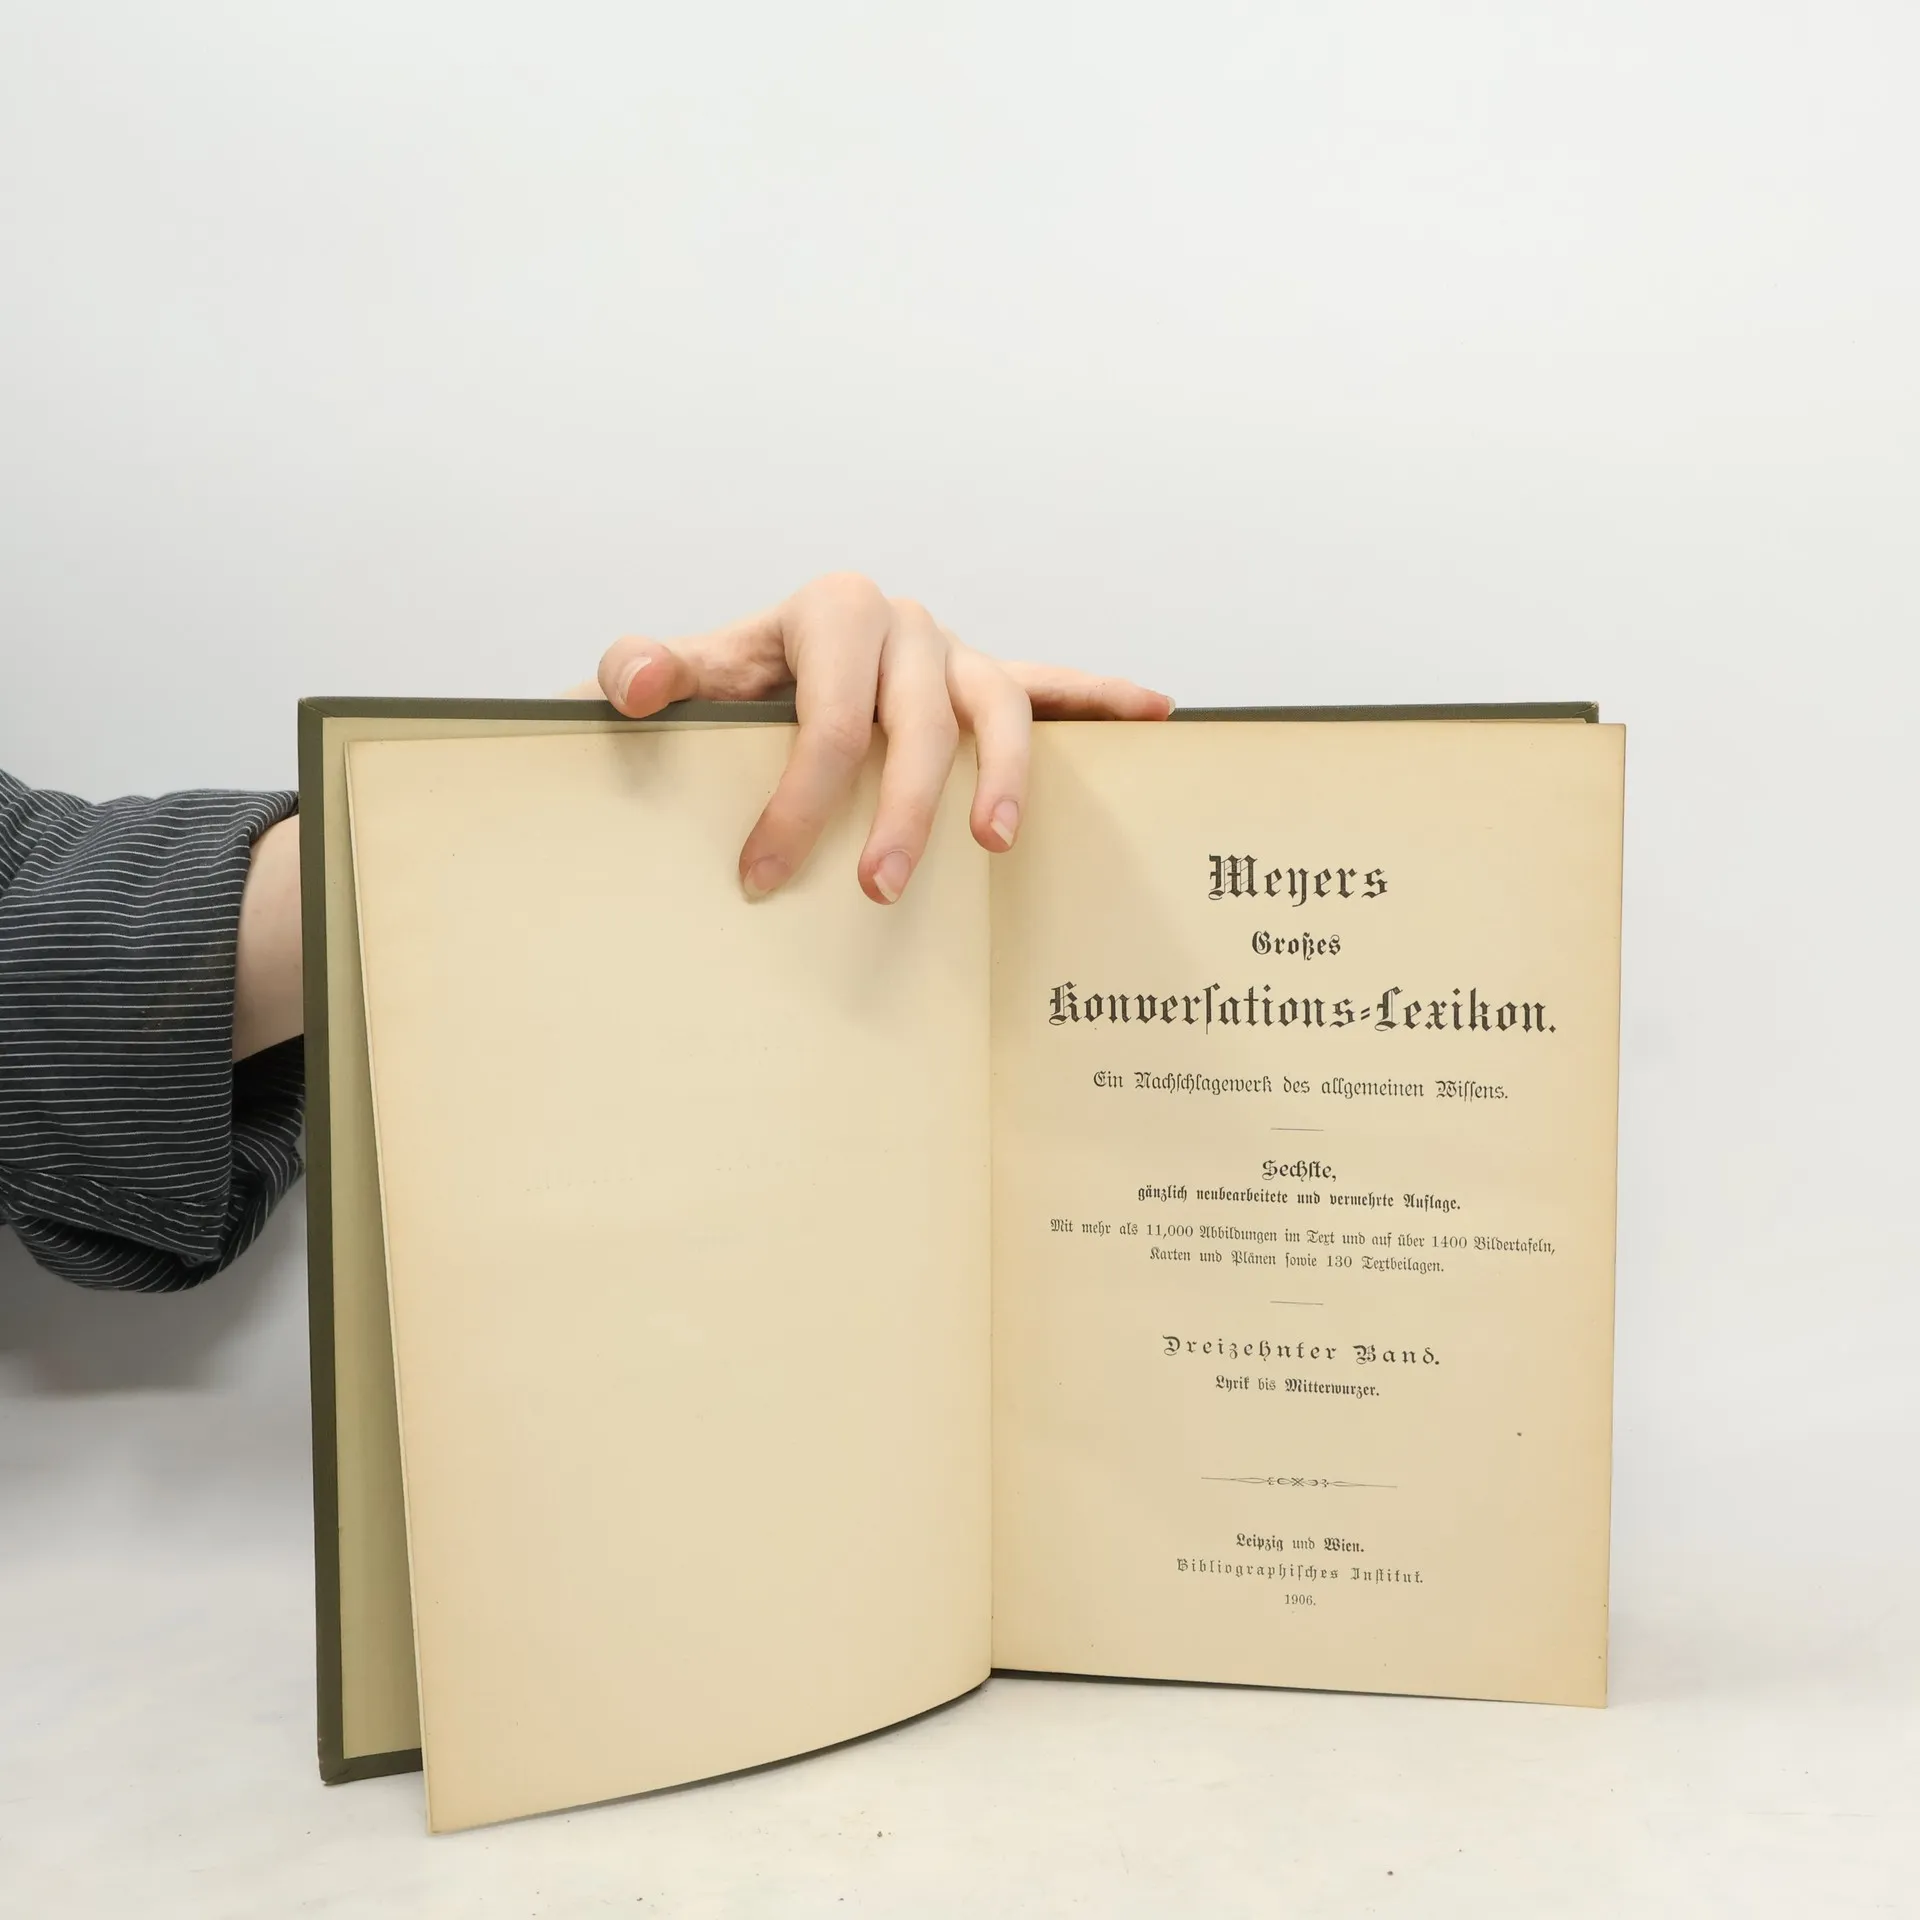 Meyers
Großes
Konverſations-Lexikon.
Ein Nachſchlagewerk des allgemeinen Wiſſens.
Sechſte,
gänzlich neubearbeitete und vermehrte Auflage.
Mit mehr als 11,000 Abbildungen im Text und auf über 1400 Bildertafeln,
Karten und Plänen ſowie 130 Textbeilagen.
Dreizehnter Band.
Lyrik bis Mitterwurzer.
Leipzig und Wien.
Bibliographiſches Inſtitut.
1906.